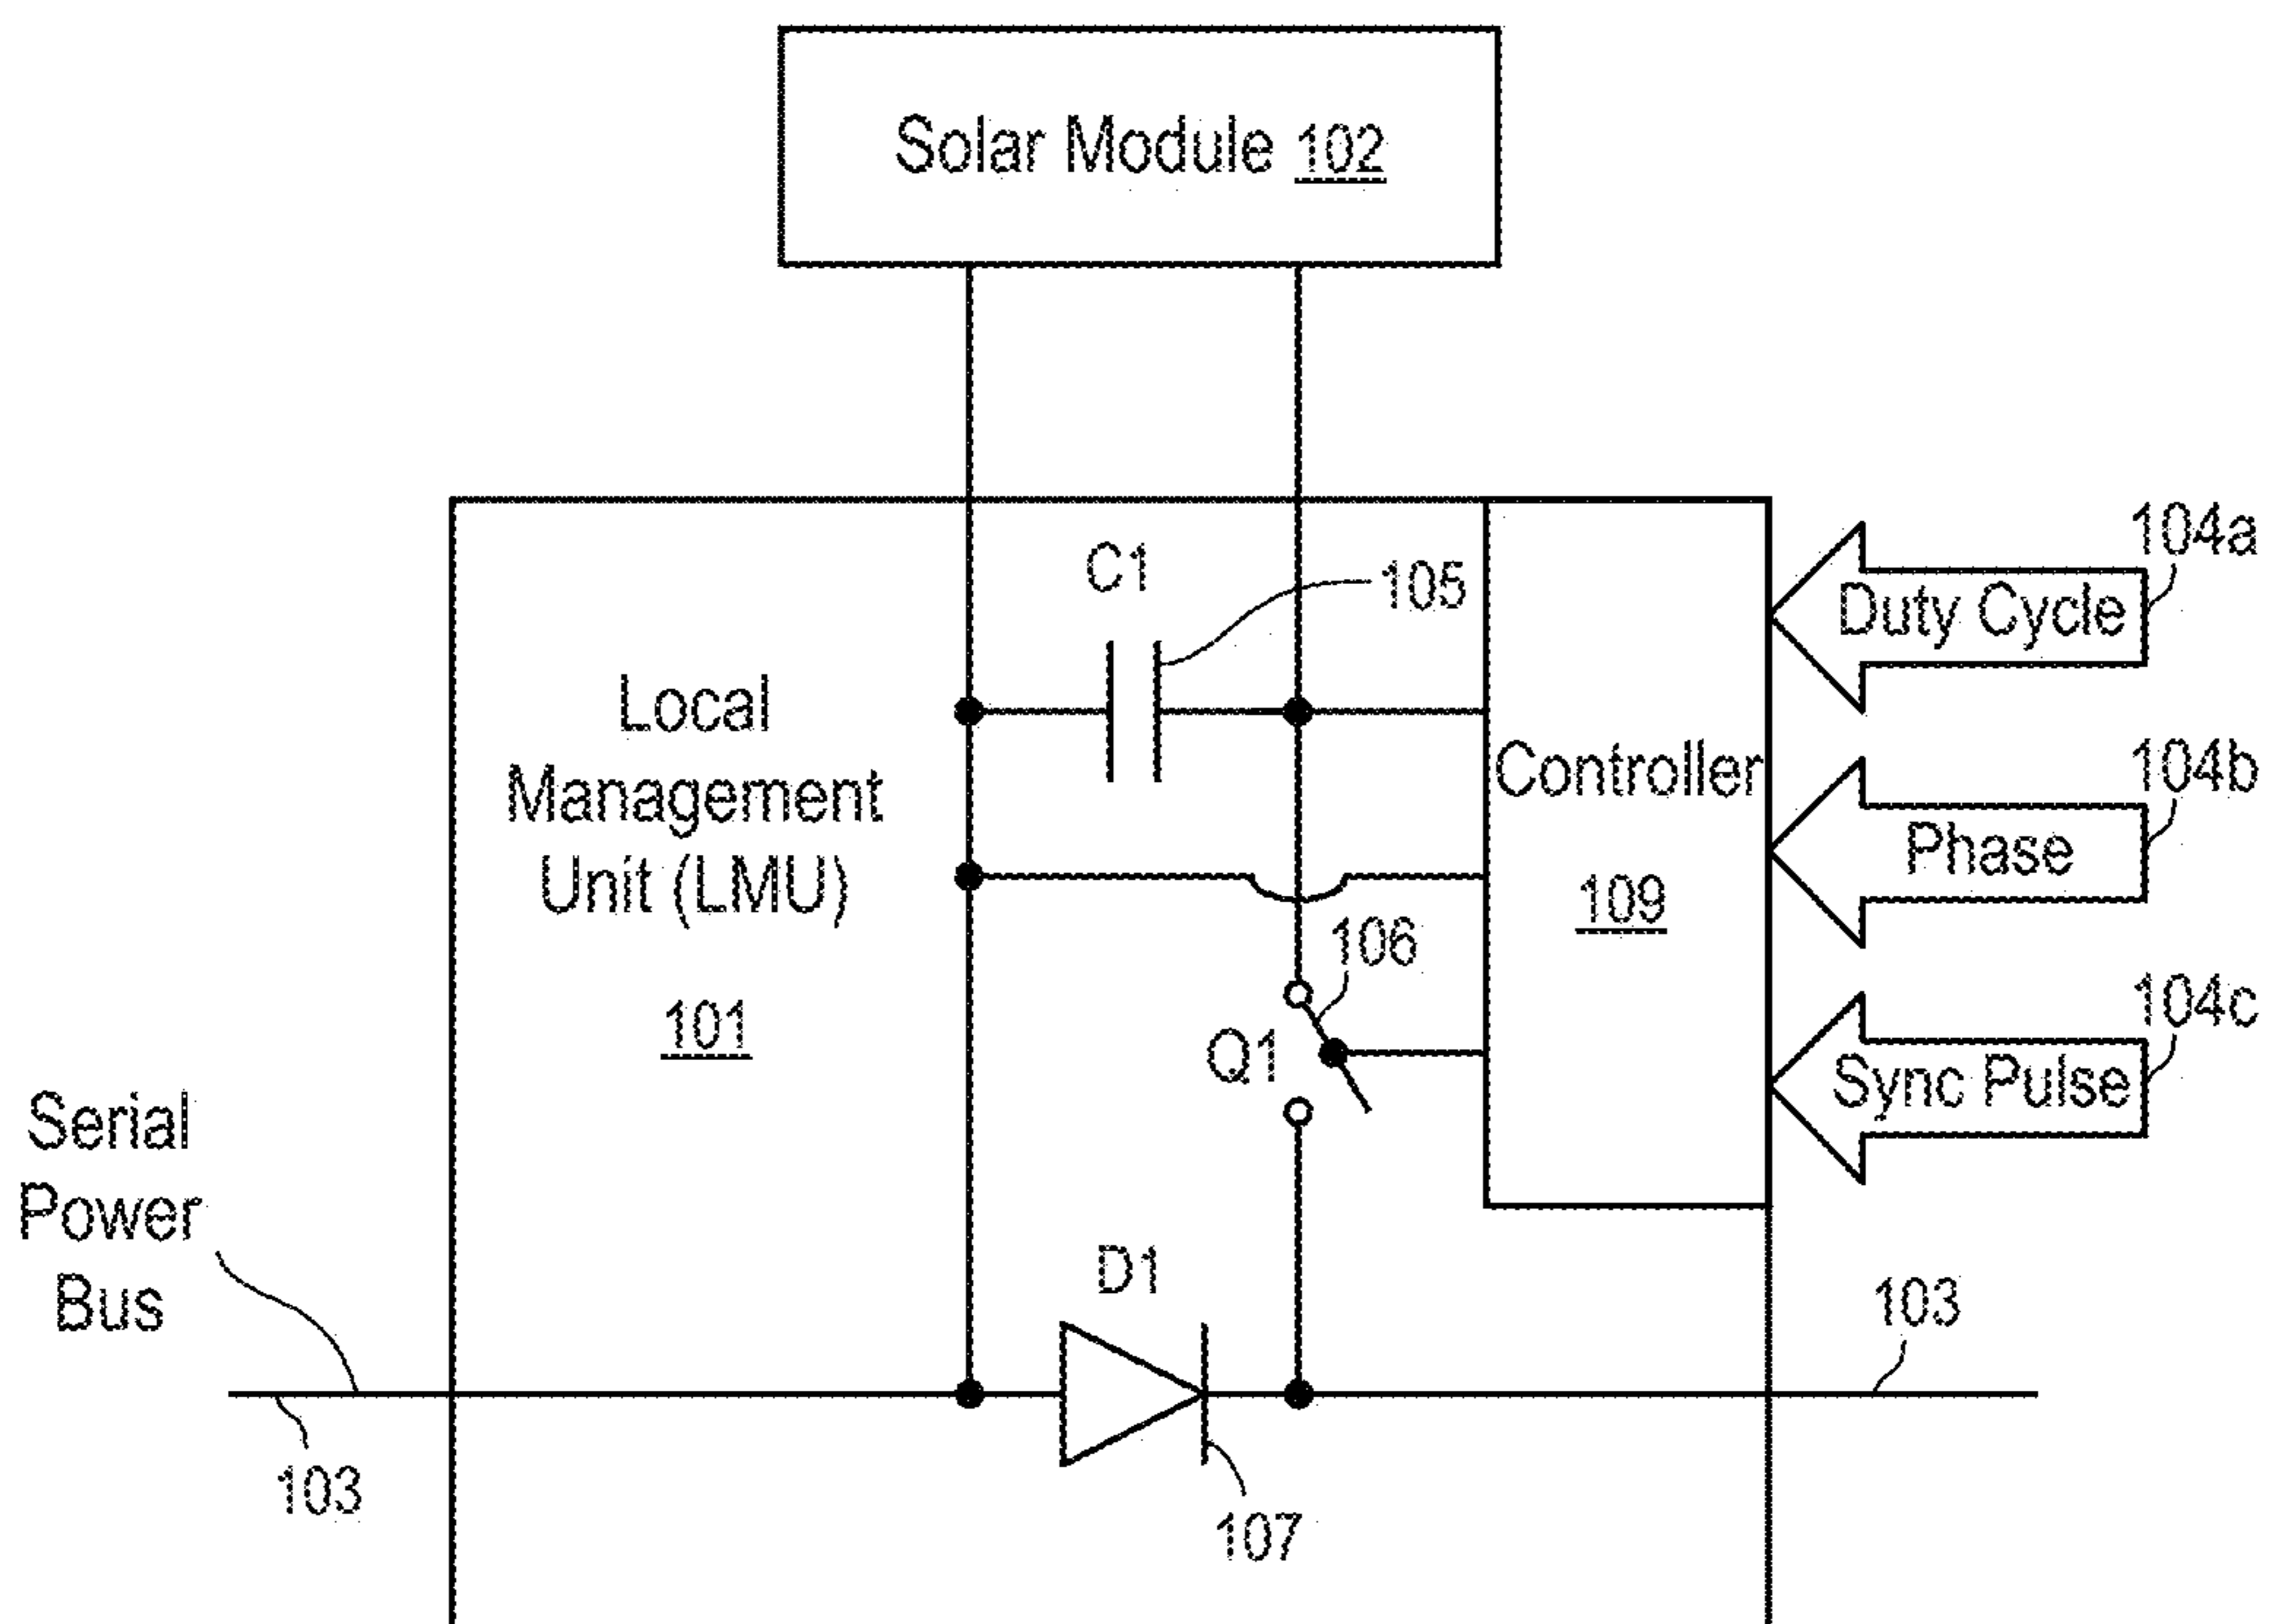 Solar Module 102
C1
105
104a
Duty Cycle
Local
Management
Unit (LMU)
101
Controller
109
104b
Phase
106
Q1
104c
Sync Pulse
Serial
Power
Bus
D1
103
103
107